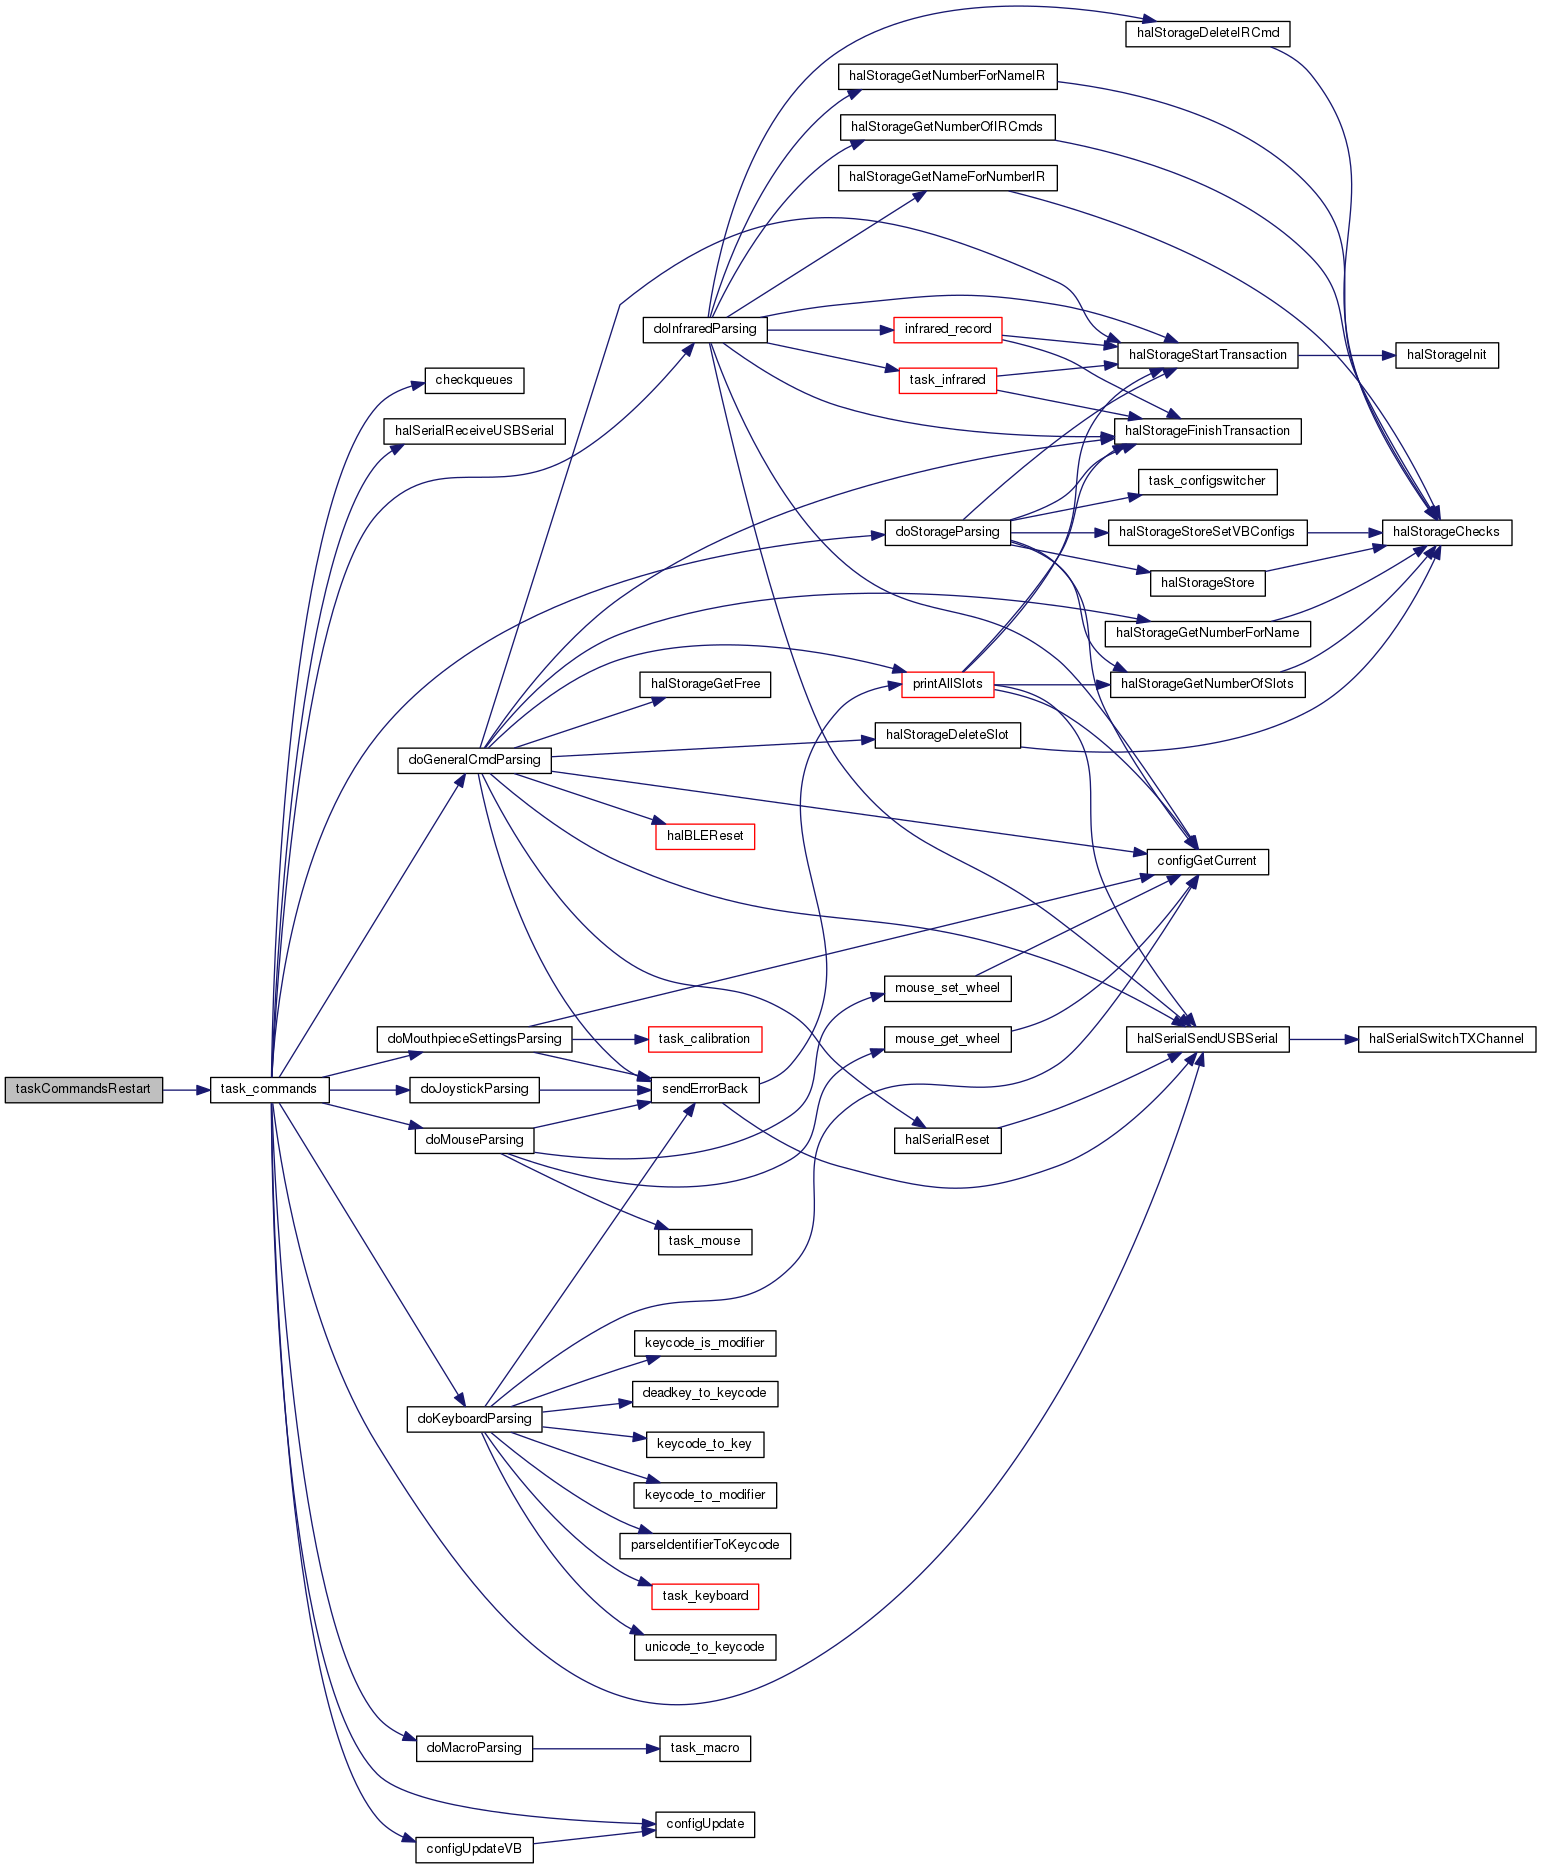 halStorageDeleteIRCmd
halStorageGetNumberForNameIR
halStorageGetNumberOfIRCmds
halStorageGetNameForNumberIR
doInfraredParsing
infrared_record
halStorageStartTransaction
halStorageInit
checkqueues
task_infrared
halSerialReceiveUSBSerial
halStorageFinishTransaction
task_configswitcher
doStorageParsing
halStorageStoreSetVBConfigs
halStorageChecks
halStorageStore
halStorageGetNumberForName
halStorageGetFree
printAllSlots
halStorageGetNumberOfSlots
halStorageDeleteSlot
doGeneralCmdParsing
halBLEReset
configGetCurrent
mouse_set_wheel
doMouthpieceSettingsParsing
task_calibration
mouse_get_wheel
halSerialSendUSBSerial
halSerialSwitchTXChannel
taskCommandsRestart
task_commands
doJoystickParsing
sendErrorBack
doMouseParsing
halSerialReset
task_mouse
keycode_is_modifier
deadkey_to_keycode
doKeyboardParsing
keycode_to_key
keycode_to_modifier
parseIdentifierToKeycode
task_keyboard
unicode_to_keycode
doMacroParsing
task_macro
configUpdate
configUpdateVB